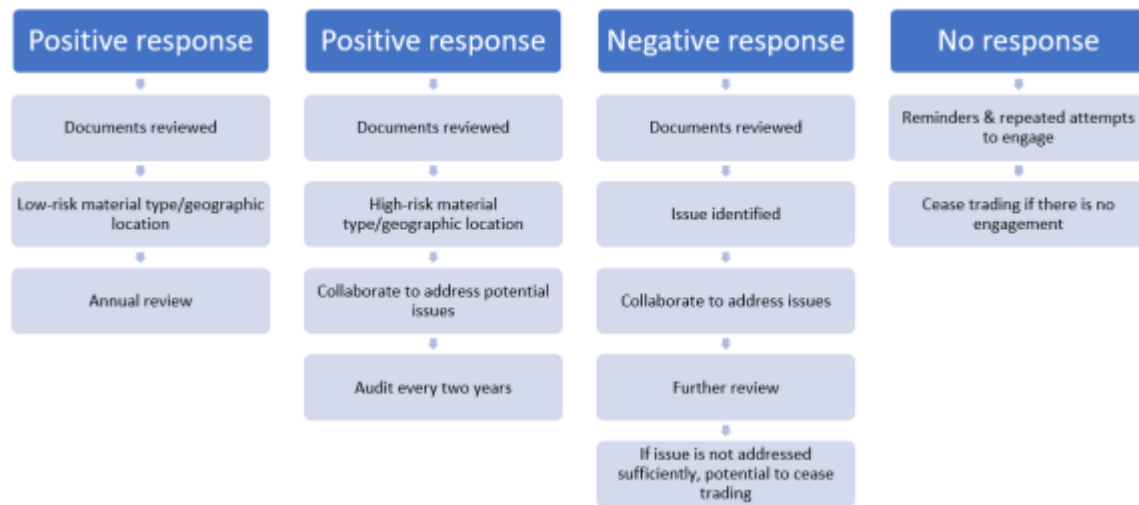 Positive response
Documents reviewed
Low-risk material type/geographic
location
Annual review
Positive response
Documents reviewed
High-risk material
type/geographic location
Collaborate to address potential
issues
Audit every two years
Negative response
Documents reviewed
Issue identified
Collaborate to address issues
Further review
If issue is not addressed
sufficiently, potential to cease
trading
No response
Reminders & repeated attempts
to engage
Cease trading if there is no
engagement